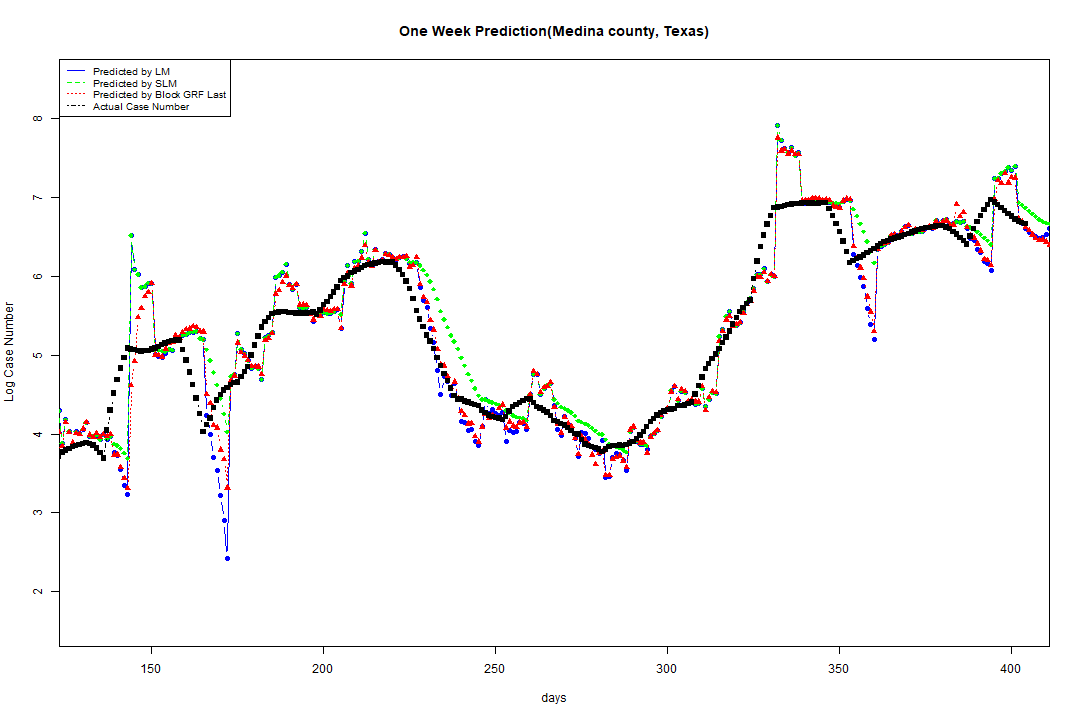 One Week Prediction(Medina county, Texas)
Predicted by LM
Predicted by SLM
Predicted by Block GRF Last
Actual Case Number
8
7
6
5
4
3
2
Log Case Number
150 200 250 300 350 400
days